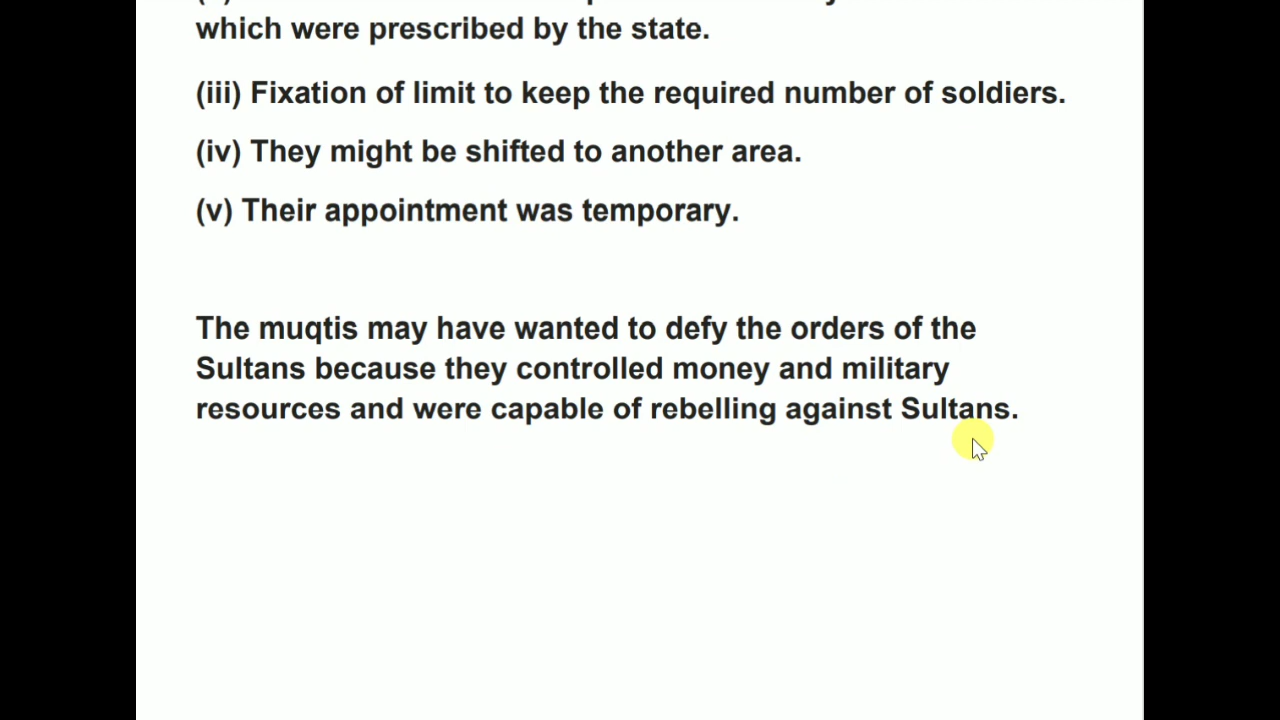 which were prescribed by the state.
(iii) Fixation of limit to keep the required number of soldiers.
(iv) They might be shifted to another area.
(v) Their appointment was temporary.
The muqtis may have wanted to defy the orders of the
Sultans because they controlled money and military
resources and were capable of rebelling against Sultans.